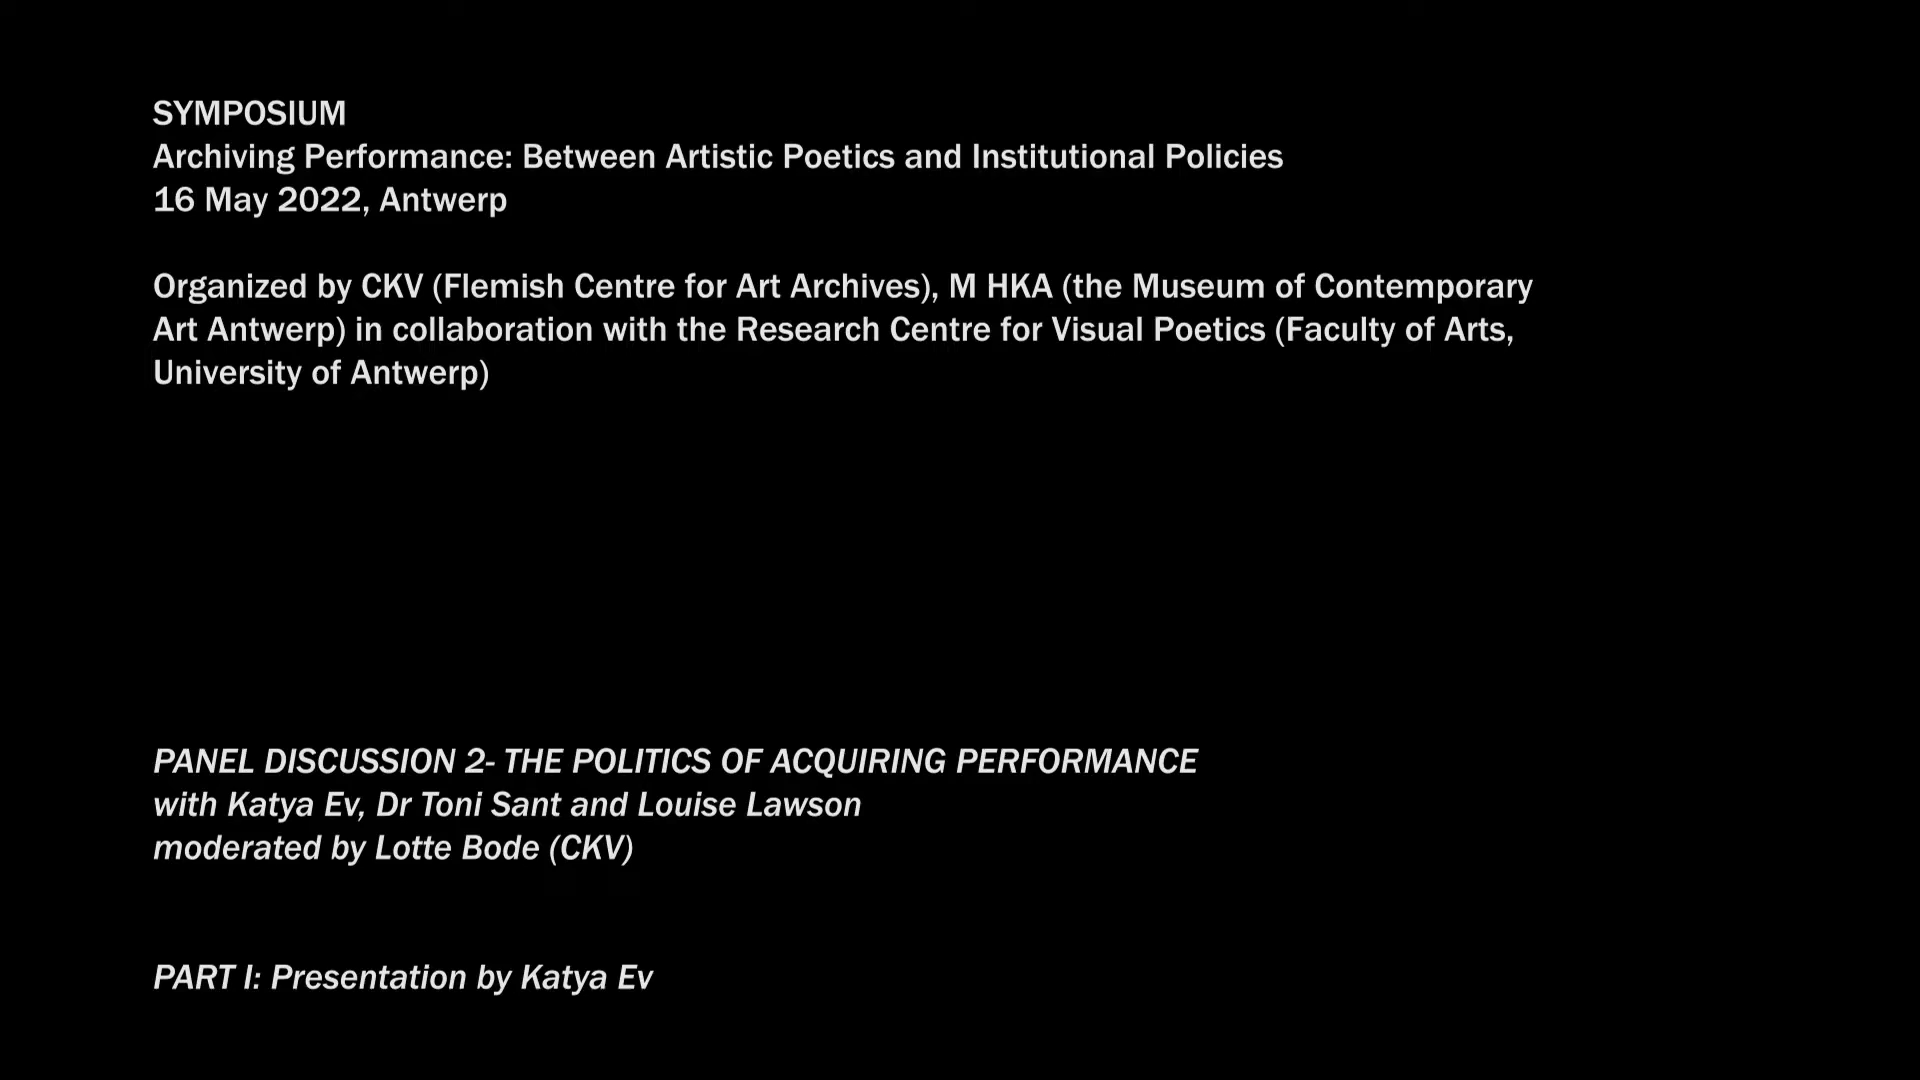 SYMPOSIUM
Archiving Performance: Between Artistic Poetics and Institutional Policies
16 May 2022, Antwerp
Organized by CKV (Flemish Centre for Art Archives), M HKA (the Museum of Contemporary
Art Antwerp) in collaboration with the Research Centre for Visual Poetics (Faculty of Arts,
University of Antwerp)
PANEL DISCUSSION 2- THE POLITICS OF ACQUIRING PERFORMANCE
with Katya Ev, Dr Toni Sant and Louise Lawson
moderated by Lotte Bode (CKV)
PART I: Presentation by Katya Ev